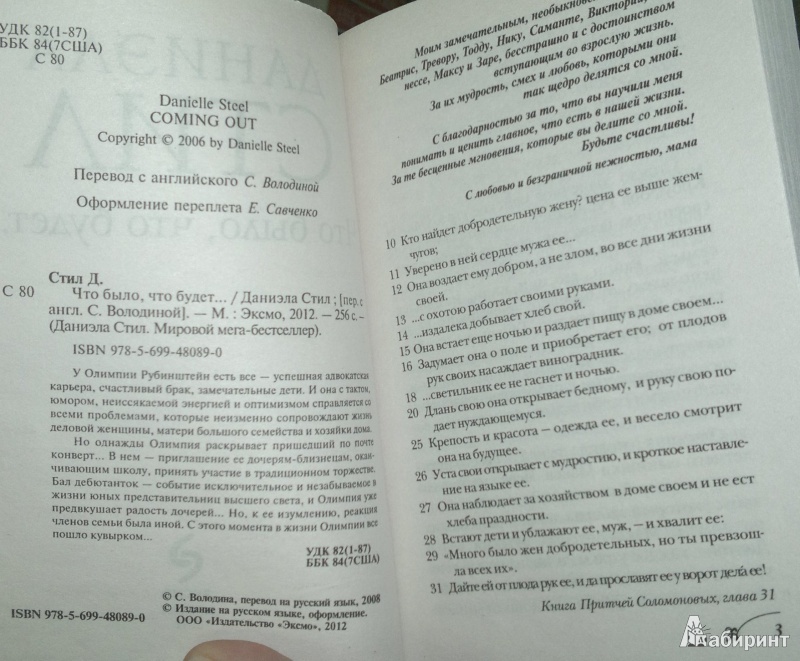 УДК 82(1-87)
ББК 84(7США)
С 80
Danielle Steel
COMING OUT
Copyright © 2006 by Danielle Steel
Перевод с английского С. Володиной
Оформление переплета Е. Савченко
Стил Д.
С 80 Что было, что будет... / Даниэла Стил ; [пер. с
англ. С. Володиной]. — М. : Эксмо, 2012. — 256 с. —
(Даниэла Стил. Мировой мега-бестселлер).
ISBN 978-5-699-48089-0
У Олимпии Рубинштейн есть все — успешная адвокатская
карьера, счастливый брак, замечательные дети. И она с тактом,
юмором, неиссякаемой энергией и оптимизмом справляется со
всеми проблемами, которые неизменно сопровождают жизнь
деловой женщины, матери большого семейства и хозяйки дома.
Но однажды Олимпия раскрывает пришедший по почте
конверт... В нем — приглашение ее дочерям-близнецам, окан-
чивающим школу, принять участие в традиционном торжестве.
Бал дебютанток — событие исключительное и незабываемое в
жизни юных представительниц высшего света, и Олимпия уже
предвкушает радость дочерей... Но, к ее изумлению, реакция
членов семьи была иной. С этого момента в жизни Олимпии все
пошло кувырком...
УДК 82(1-87)
ББК 84(7США)
© С. Володина, перевод на русский язык, 2008
© Издание на русском языке, оформление.
ООО «Издательство «Эксмо», 2012
ISBN 978-5-699-48089-0
Моим замечательным, необыкновенным
Беатрис, Тревору, Тодду, Нику, Саманте, Виктории,
нессе, Максу и Заре, бесстрашно и с достоинством
вступающим во взрослую жизнь.
За их мудрость, смех и любовь, которыми они
так щедро делятся со мной.
С благодарностью за то, что вы научили меня
понимать и ценить главное, что есть в нашей жизни.
За те бесценные мгновения, которые вы делите со мной.
Будьте счастливы!
С любовью и безграничной нежностью, мама
10 Кто найдет добродетельную жену? цена ее выше жем-
чугов;
11 Уверено в ней сердце мужа ее...
12 Она воздает ему добром, а не злом, во все дни жизни
своей.
13 ...с охотою работает своими руками.
14 ...издалека добывает хлеб свой.
15 Она встает еще ночью и раздает пищу в доме своем...
16 Задумает она о поле и приобретает его; от плодов
рук своих насаждает виноградник.
18 ...светильник ее не гаснет и ночью.
20 Длань свою она открывает бедному, и руку свою по-
дает нуждающемуся.
25 Крепость и красота — одежда ее, и весело смотрит
она на будущее.
26 Уста свои открывает с мудростию, и кроткое наставле-
ние на языке ее.
27 Она наблюдает за хозяйством в доме своем и не ест
хлеба праздности.
28 Встают дети и ублажают ее, муж, — и хвалит ее:
29 «Много было жен добродетельных, но ты превзош-
ла всех их».
31 Дайте ей от плода рук ее, и да прославят ее у ворот дела ее!
Книга Притчей Соломоновых, глава 31
3
Лабиринт